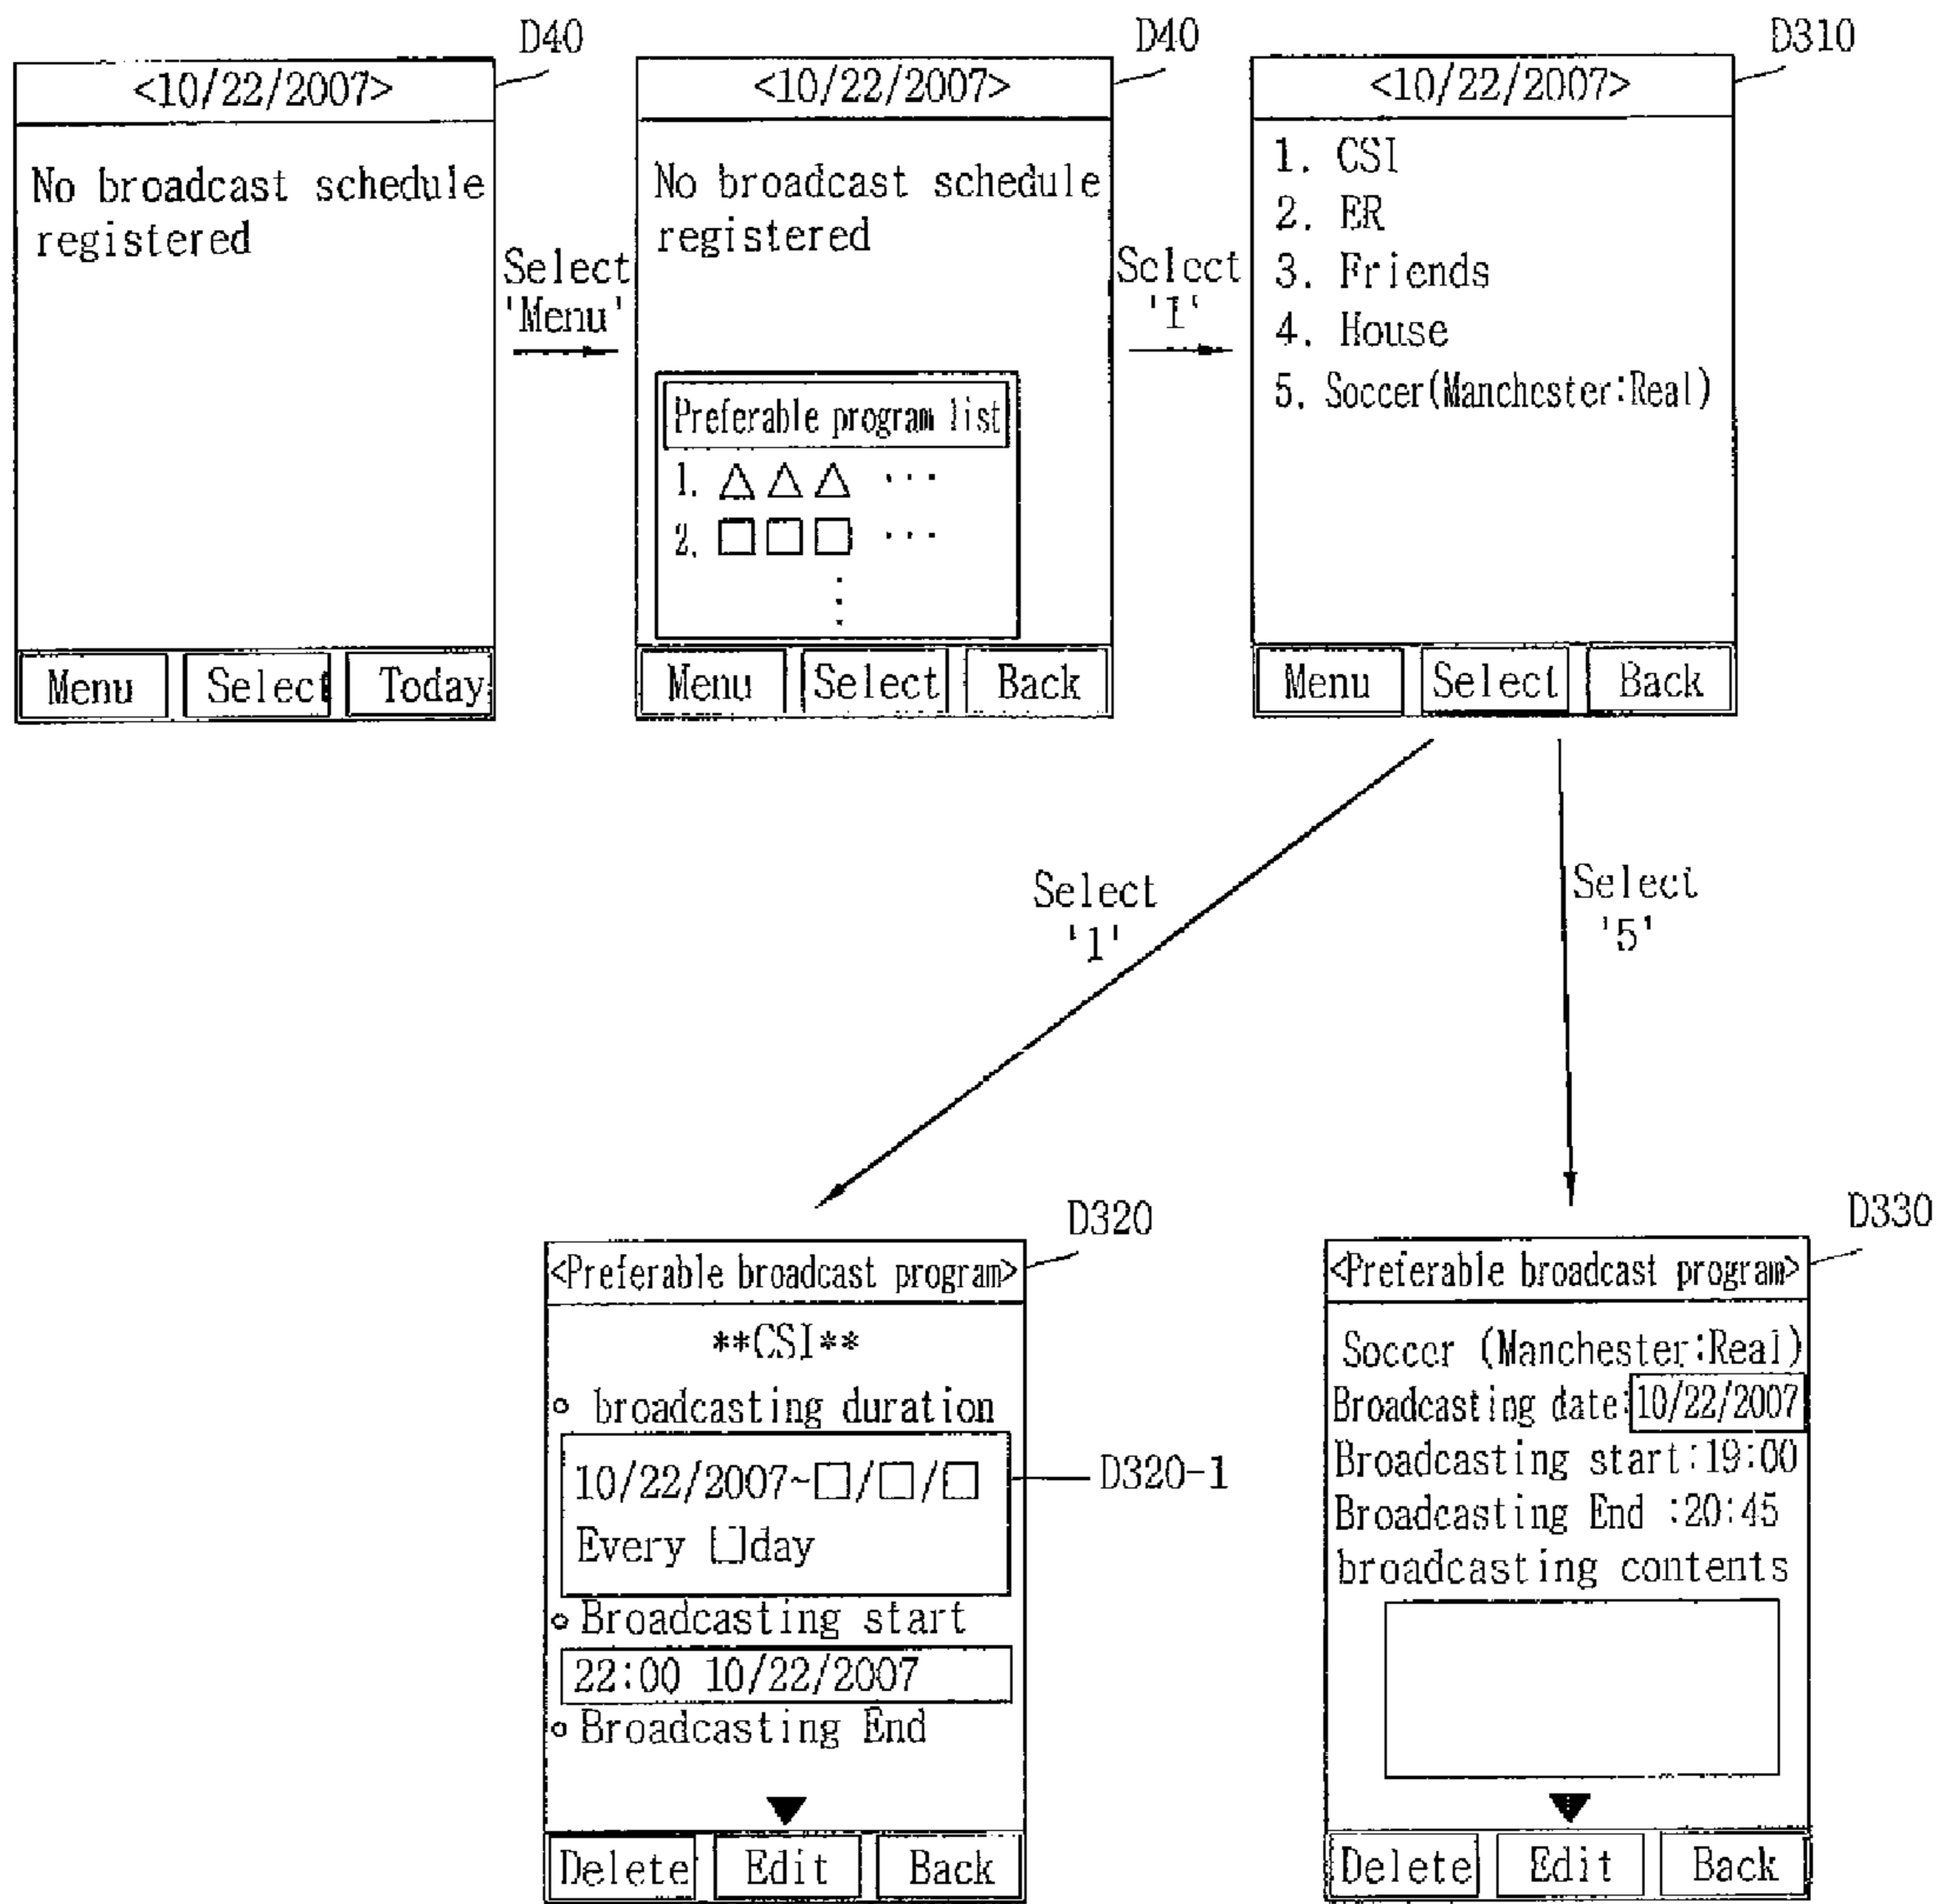 D40
<10/22/2007>
No broadcast schedule
registered
Menu
Select
Today
Select
'Menu'
D40
<10/22/2007>
No broadcast schedule
registered
Preferable program list
1. △△△ ···
2. □□□ ···
Menu
Select
Back
Select
'1'
D310
<10/22/2007>
1. CSI
2. ER
3. Friends
4. House
5. Soccer(Manchester:Real)
Menu
Select
Back
Select
'1'
Select
'5'
D320
<Preferable broadcast program>
**CSI**
◦ broadcasting duration
10/22/2007~□/□/□
Every □day
D320-1
◦ Broadcasting start
22:00 10/22/2007
◦ Broadcasting End
▼
Delete
Edit
Back
D330
<Preferable broadcast program>
Soccer (Manchester:Real)
Broadcasting date:10/22/2007
Broadcasting start:19:00
Broadcasting End :20:45
broadcasting contents
▼
Delete
Edit
Back